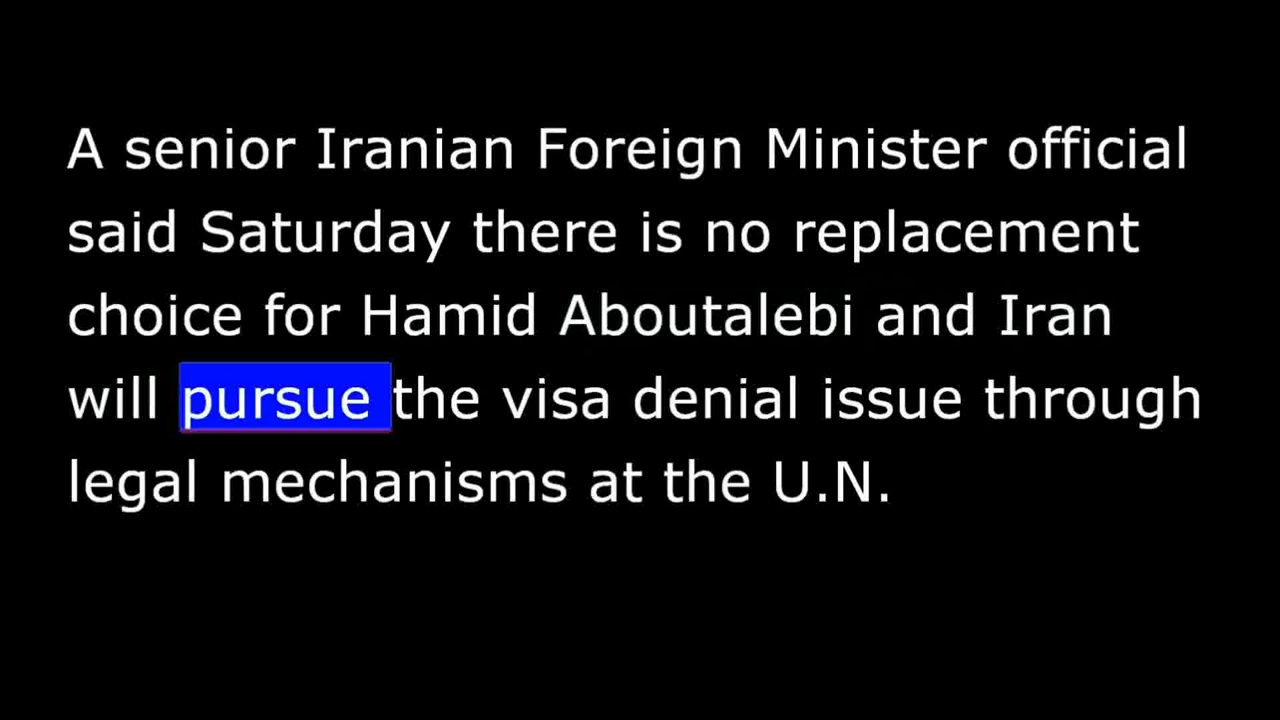 A senior Iranian Foreign Minister official
said Saturday there is no replacement
choice for Hamid Aboutalebi and Iran
will pursue the visa denial issue through
legal mechanisms at the U.N.